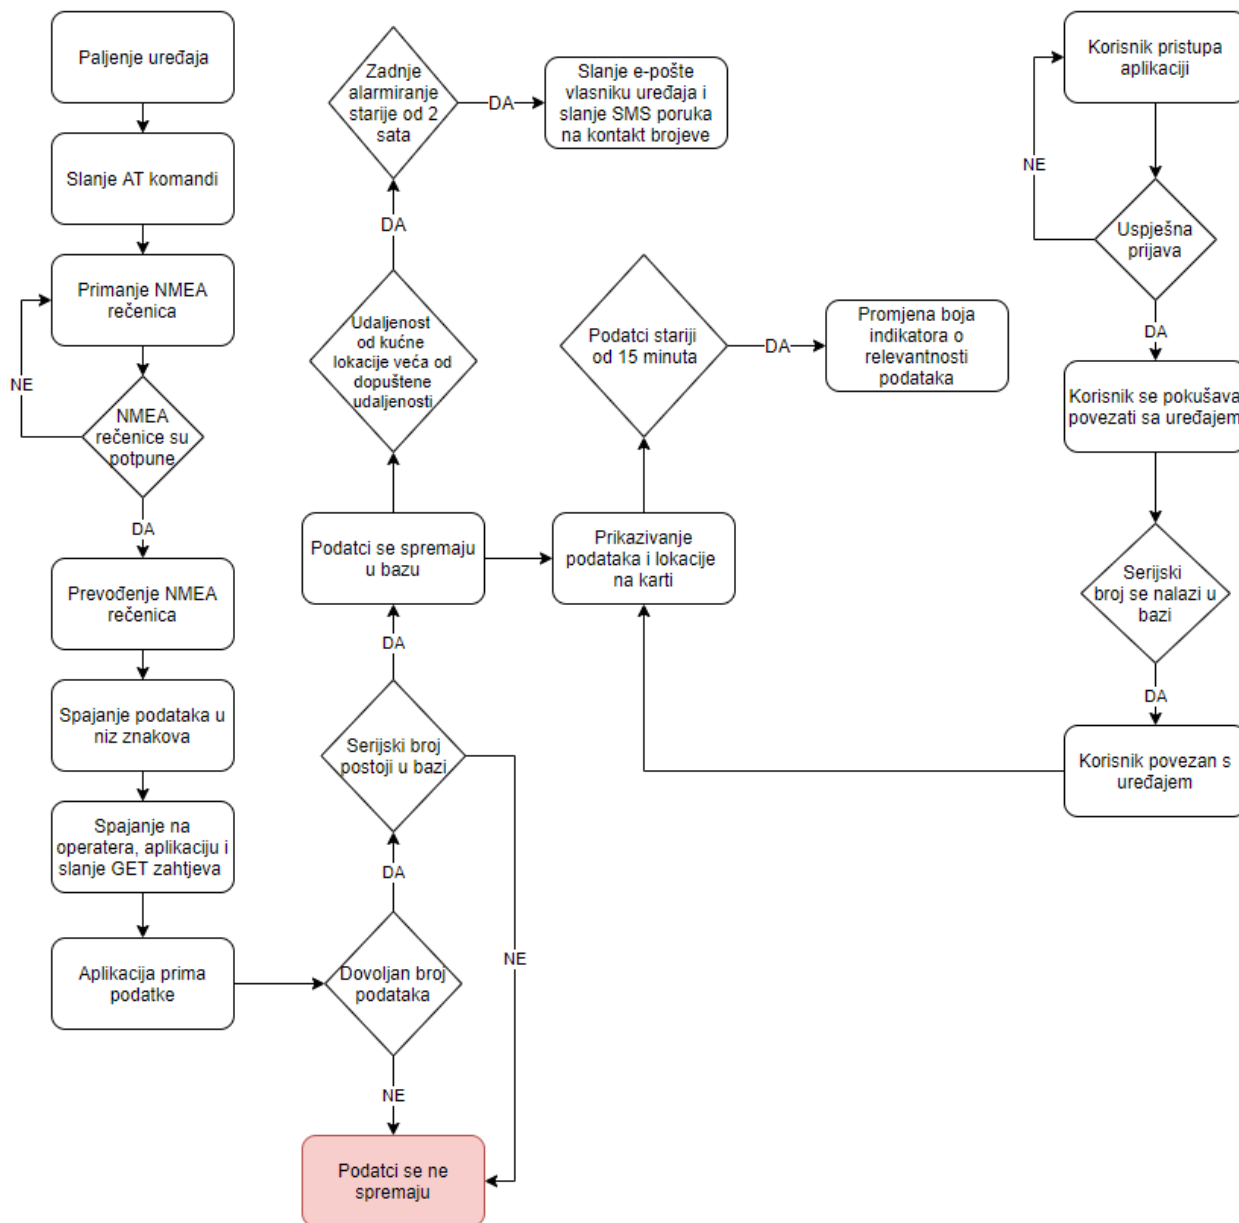 Paljenje uređaja
Slanje AT komandi
Primanje NMEA
rečenica
NE
NMEA
rečenice su
potpune
DA
Prevođenje NMEA
rečenica
Spajanje podataka u
niz znakova
Spajanje na
operatera, aplikaciju i
slanje GET zahtjeva
Aplikacija prima
podatke
Dovoljan broj
podataka
NE
Podatci se ne
spremaju
DA
Serijski broj
postoji u bazi
NE
DA
Podatci se spremaju
u bazu
Udaljenost
od kućne
lokacije veća od
dopuštene
udaljenosti
DA
Zadnje
alarmiranje
starije od 2
sata
DA
Slanje e-pošte
vlasniku uređaja i
slanje SMS poruka
na kontakt brojeve
Prikazivanje
podataka i lokacije
na karti
Podatci stariji
od 15 minuta
DA
Promjena boja
indikatora o
relevantnosti
podataka
Korisnik pristupa
aplikaciji
NE
Uspješna
prijava
DA
Korisnik se pokušava
povezati sa uređajem
Serijski
broj se nalazi u
bazi
DA
Korisnik povezan s
uređajem